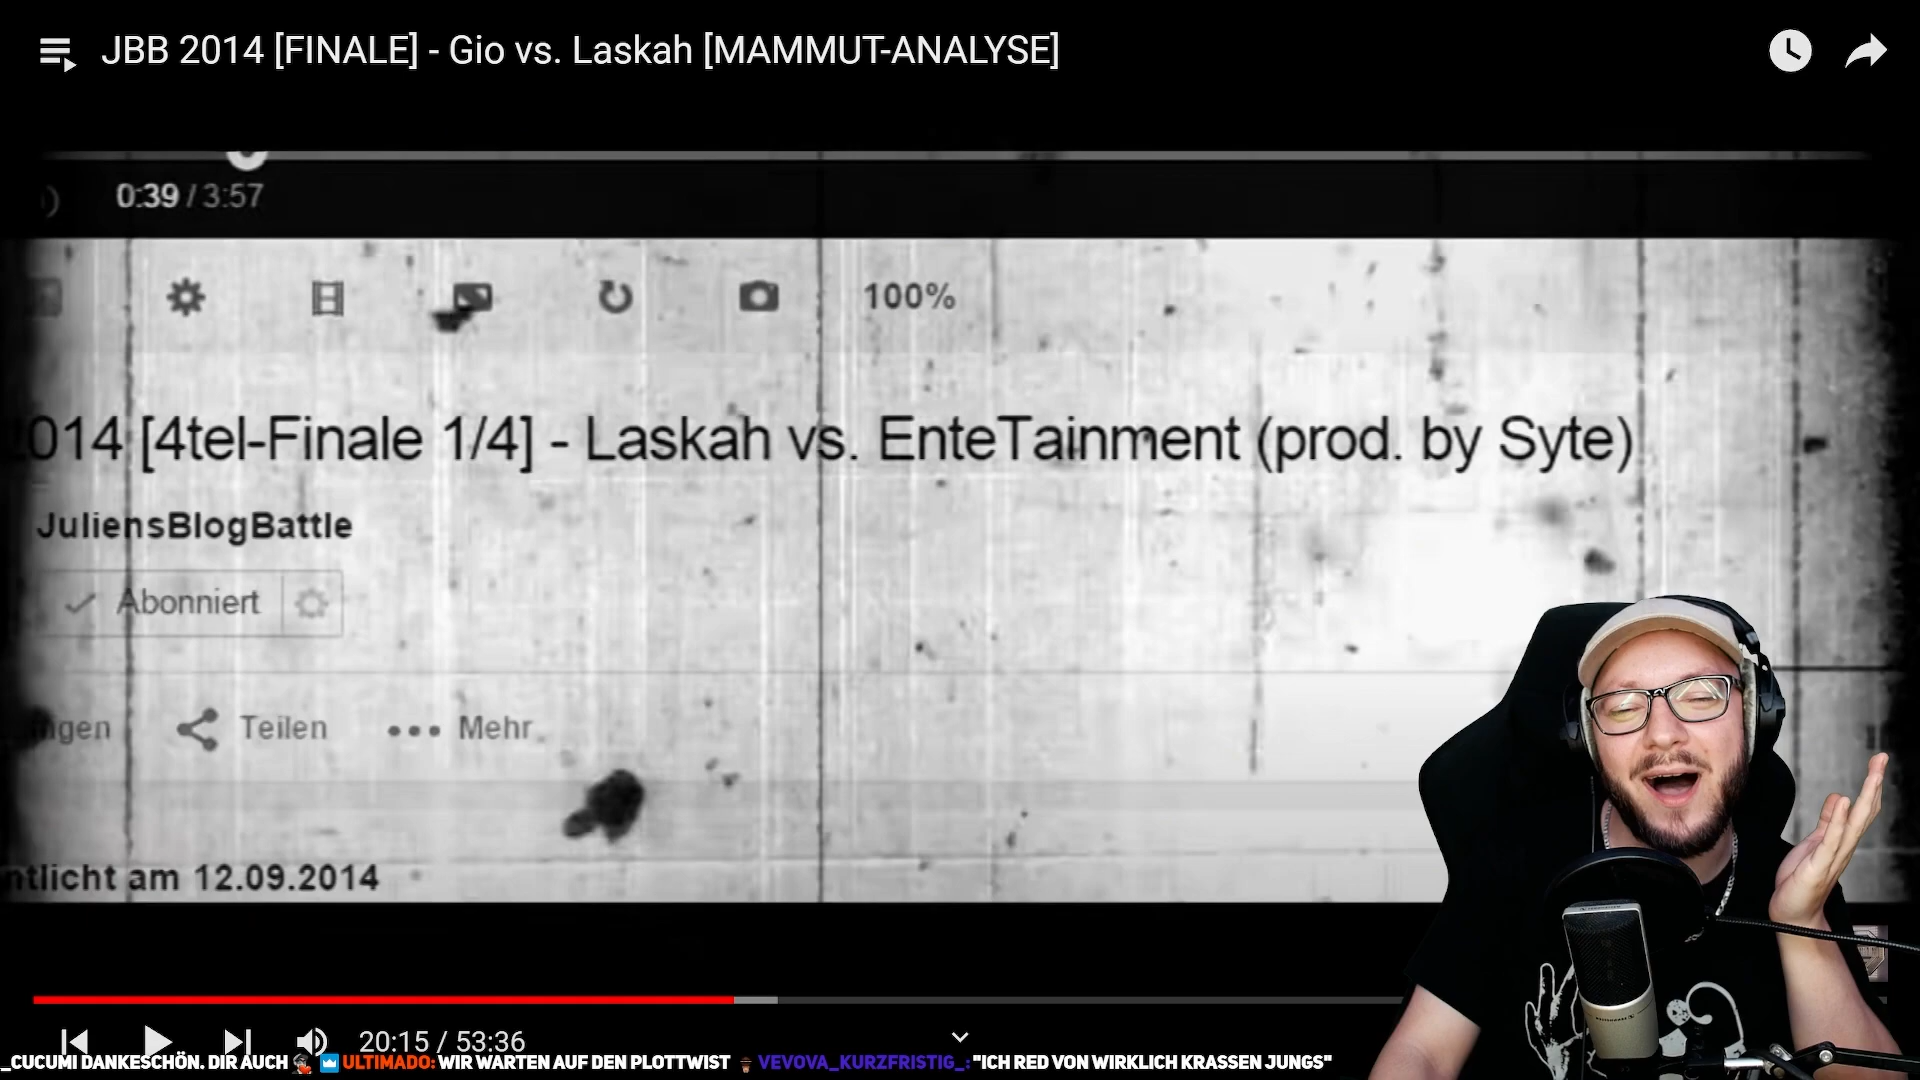 JBB 2014 [FINALE] - Gio vs. Laskah [MAMMUT-ANALYSE]
0:39 / 3:57
100%
2014 [4tel-Finale 1/4] - Laskah vs. EnteTainment (prod. by Syte)
JuliensBlogBattle
Abonniert
ngen Teilen ••• Mehr
ntlicht am 12.09.2014
20:15 / 53:36
_CUCUMI DANKESCHÖN. DIR AUCH ULTIMADO: WIR WARTEN AUF DEN PLOTTWIST VEVOVA_KURZFRISTIG_: "ICH RED VON WIRKLICH KRASSEN JUNGS"